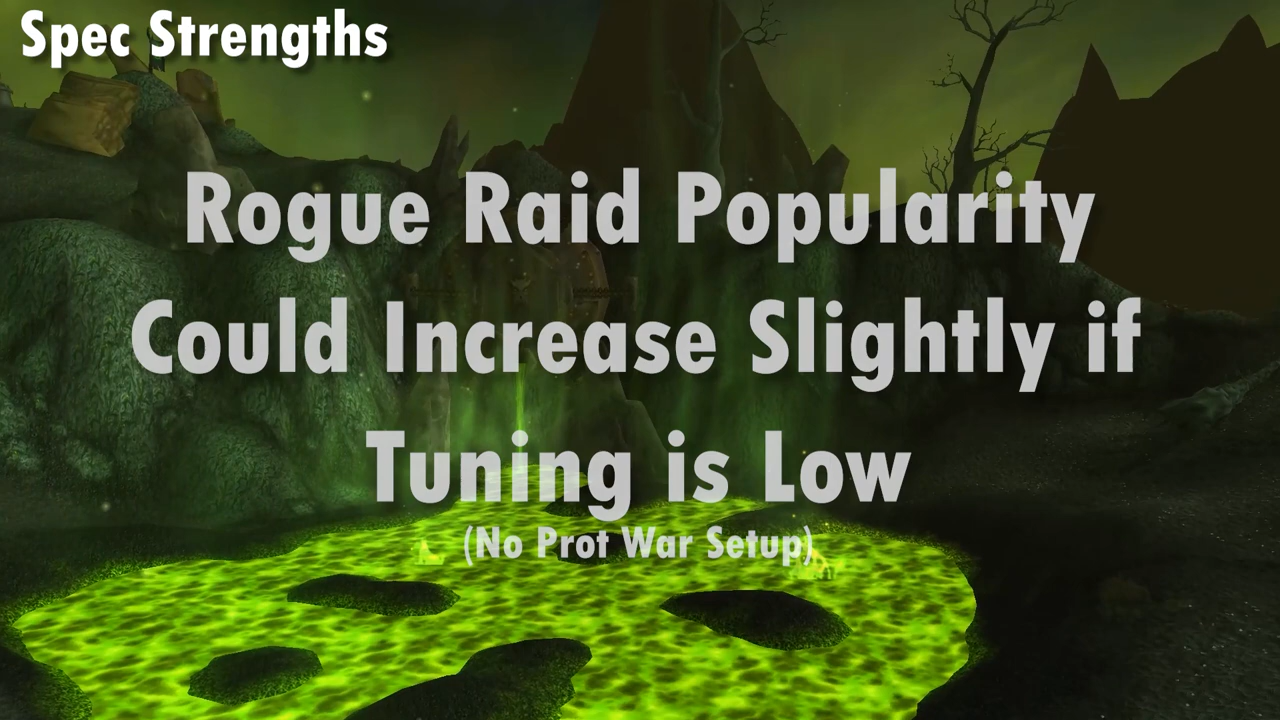 Spec Strengths
Rogue Raid Popularity
Could Increase Slightly if
Tuning is Low
(No Prot War Setup)